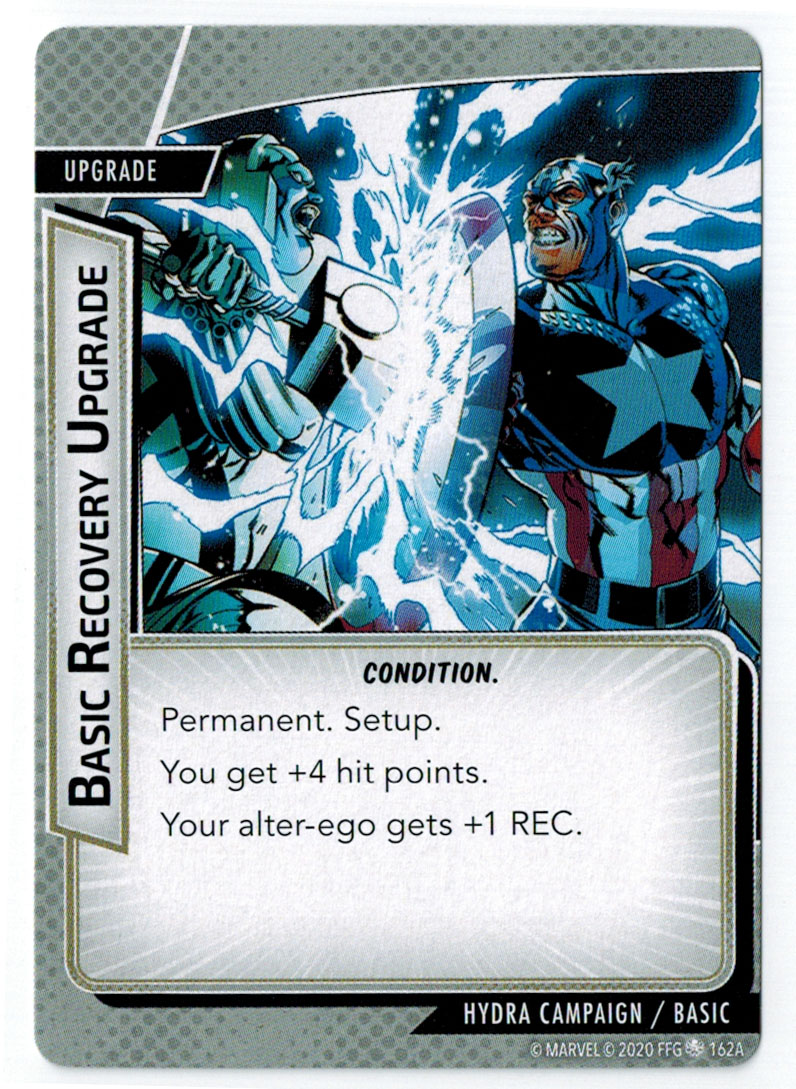 UPGRADE
BASIC RECOVERY UPGRADE
CONDITION.
Permanent. Setup.
You get +4 hit points.
Your alter-ego gets +1 REC.
HYDRA CAMPAIGN / BASIC
© MARVEL © 2020 FFG 162A